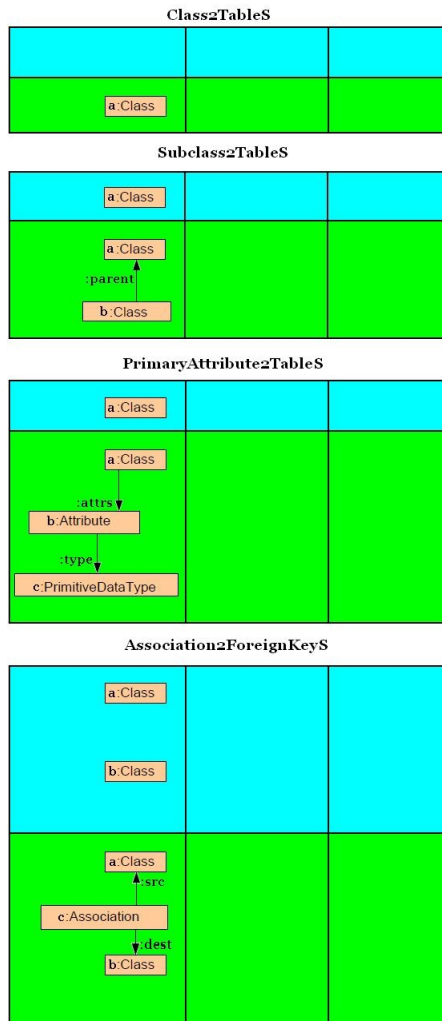 Class2TableS
a:Class
Subclass2TableS
a:Class
a:Class
:parent
b:Class
PrimaryAttribute2TableS
a:Class
a:Class
:attrs
b:Attribute
:type
c:PrimitiveDataType
Association2ForeignKeyS
a:Class
b:Class
a:Class
:src
c:Association
:dest
b:Class